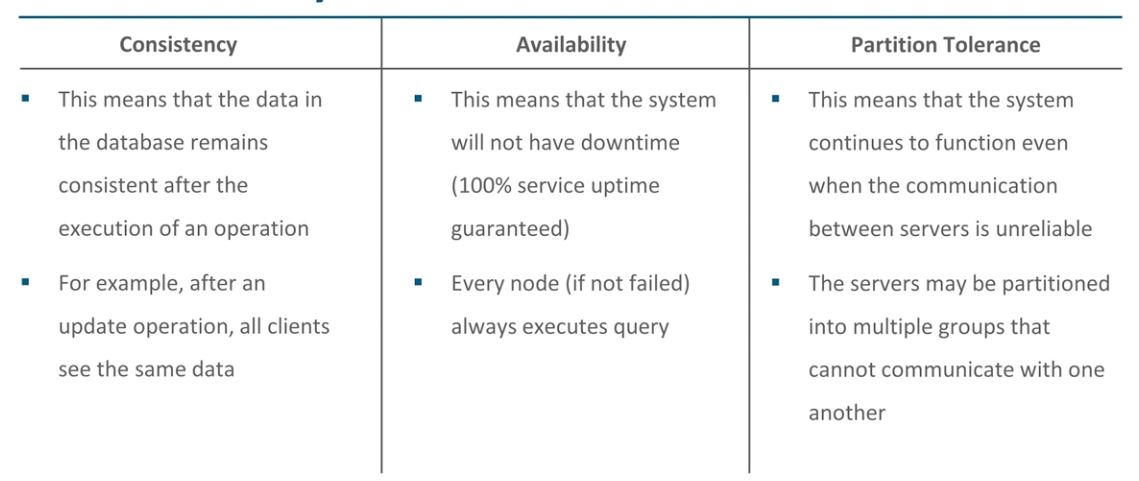 Consistency
Availability
Partition Tolerance
▪ This means that the data in
the database remains
consistent after the
execution of an operation
▪ For example, after an
update operation, all clients
see the same data
▪ This means that the system
will not have downtime
(100% service uptime
guaranteed)
▪ Every node (if not failed)
always executes query
▪ This means that the system
continues to function even
when the communication
between servers is unreliable
▪ The servers may be partitioned
into multiple groups that
cannot communicate with one
another